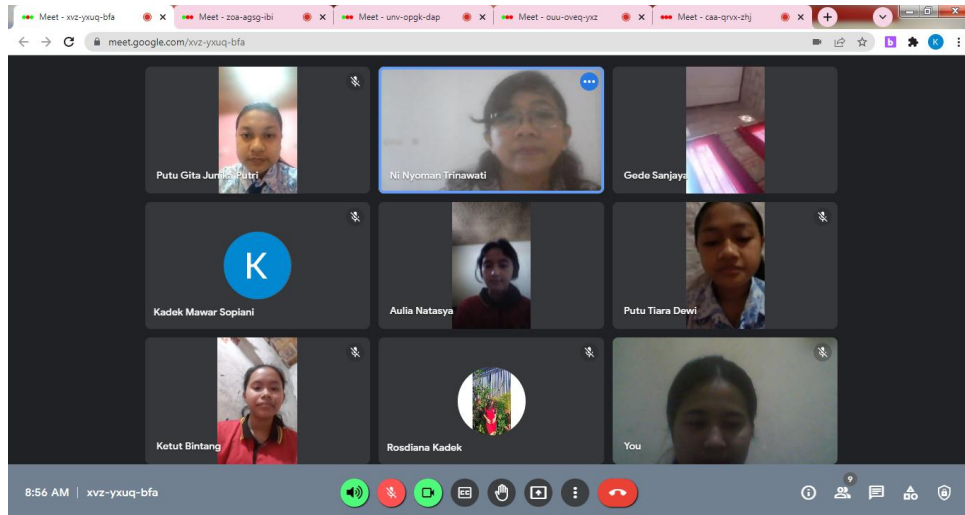 Meet - xvz-yxuq-bfa
Meet - zoa-agsg-ibi
Meet - unv-opgk-dap
Meet - ouu-oveq-yxz
Meet - caa-qrvx-zhj
meet.google.com/xvz-yxuq-bfa
b
K
Putu Gita Junika Putri
Ni Nyoman Trinawati
Gede Sanjaya
K
Kadek Mawar Sopiani
Aulia Natasya
Putu Tiara Dewi
Ketut Bintang
Rosdiana Kadek
You
8:56 AM | xvz-yxuq-bfa
CC
9